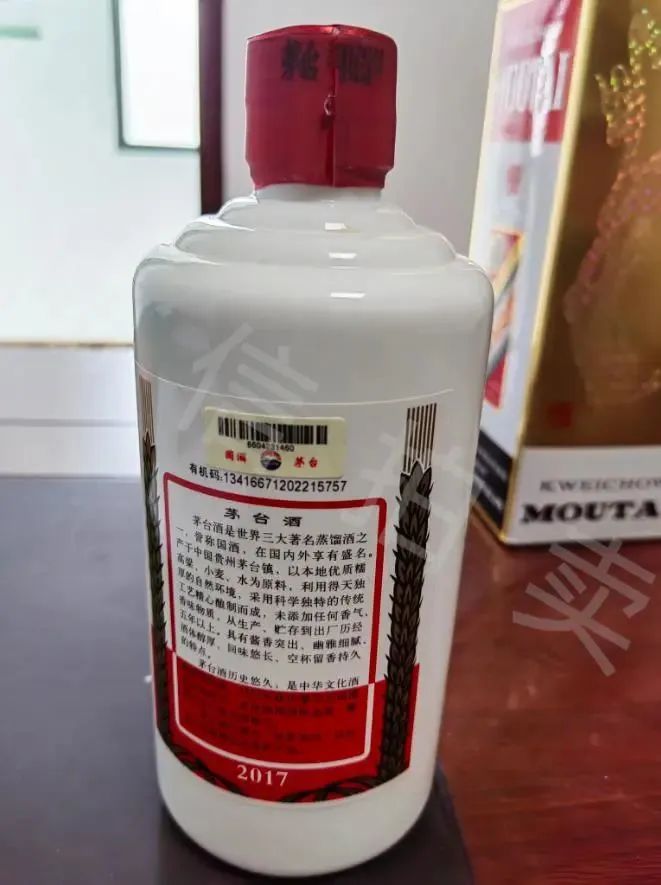 6604231460
国酒 茅台
有机码:13416671202215757
茅台酒
茅台酒是世界三大著名蒸馏酒之
一，誉称国酒，在国内外享有盛名。
产于中国贵州茅台镇，以本地优质糯
高粱、小麦、水为原料，利用得天独
厚的自然环境，采用科学独特的传统
工艺精心酿制而成，未添加任何香气、
香味物质，从生产、贮存到出厂历经
五年以上。具有酱香突出、幽雅细腻、
酒体醇厚、回味悠长、空杯留香持久
的特点。
茅台酒历史悠久，是中华文化酒
2017
KWEICHOW
MOUTA
信拍卖